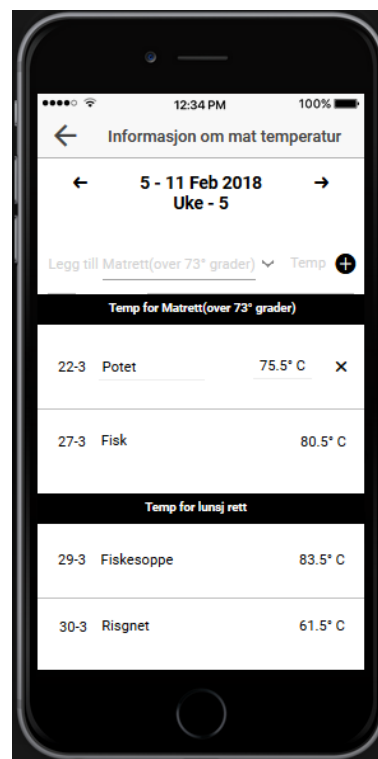 12:34 PM 100%
Informasjon om mat temperatur
5 - 11 Feb 2018
Uke - 5
Legg till Matrett(over 73° grader) Temp
Temp for Matrett(over 73° grader)
22-3 Potet 75.5° C
27-3 Fisk 80.5° C
Temp for lunsj rett
29-3 Fiskesoppe 83.5° C
30-3 Risgnet 61.5° C